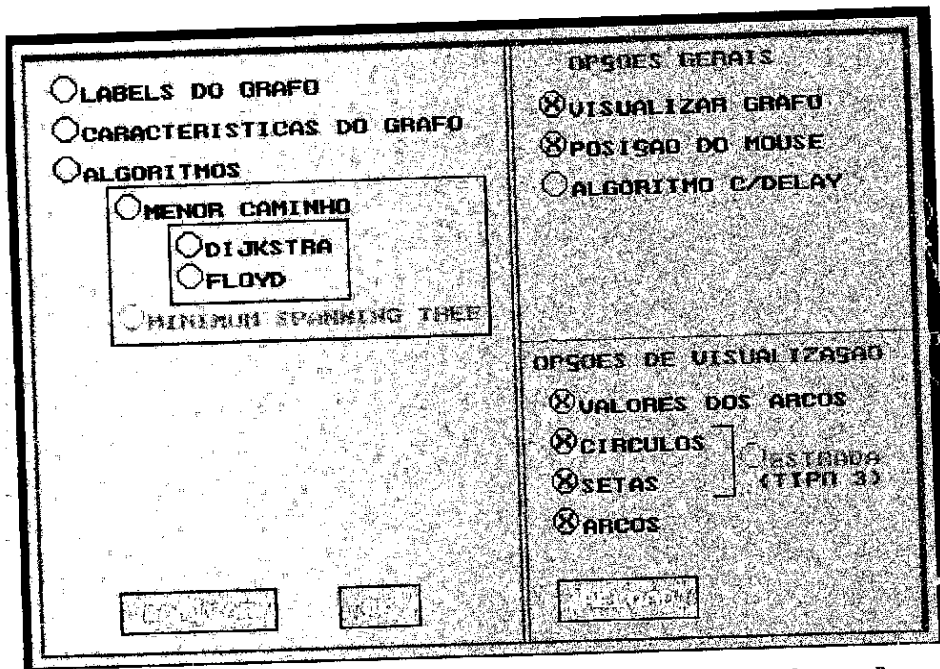 LABELS DO GRAFO
CARACTERISTICAS DO GRAFO
ALGORITMOS
MENOR CAMINHO
DIJKSTRA
FLOYD
MINIMUM SPANNING TREE
OPSOES GERAIS
VISUALIZAR GRAFO
POSISAO DO MOUSE
ALGORITMO C/DELAY
OPSOES DE VISUALIZASAO
VALORES DOS ARCOS
CIRCULOS
SETAS
ESTRADA
(TIPO 3)
ARCOS